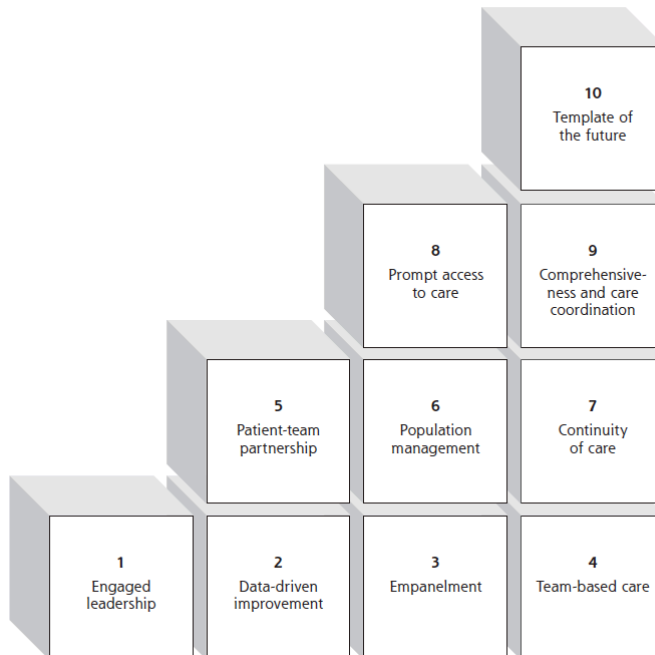 10
Template of
the future
8
Prompt access
to care
9
Comprehensive-
ness and care
coordination
5
Patient-team
partnership
6
Population
management
7
Continuity
of care
1
Engaged
leadership
2
Data-driven
improvement
3
Empanelment
4
Team-based care